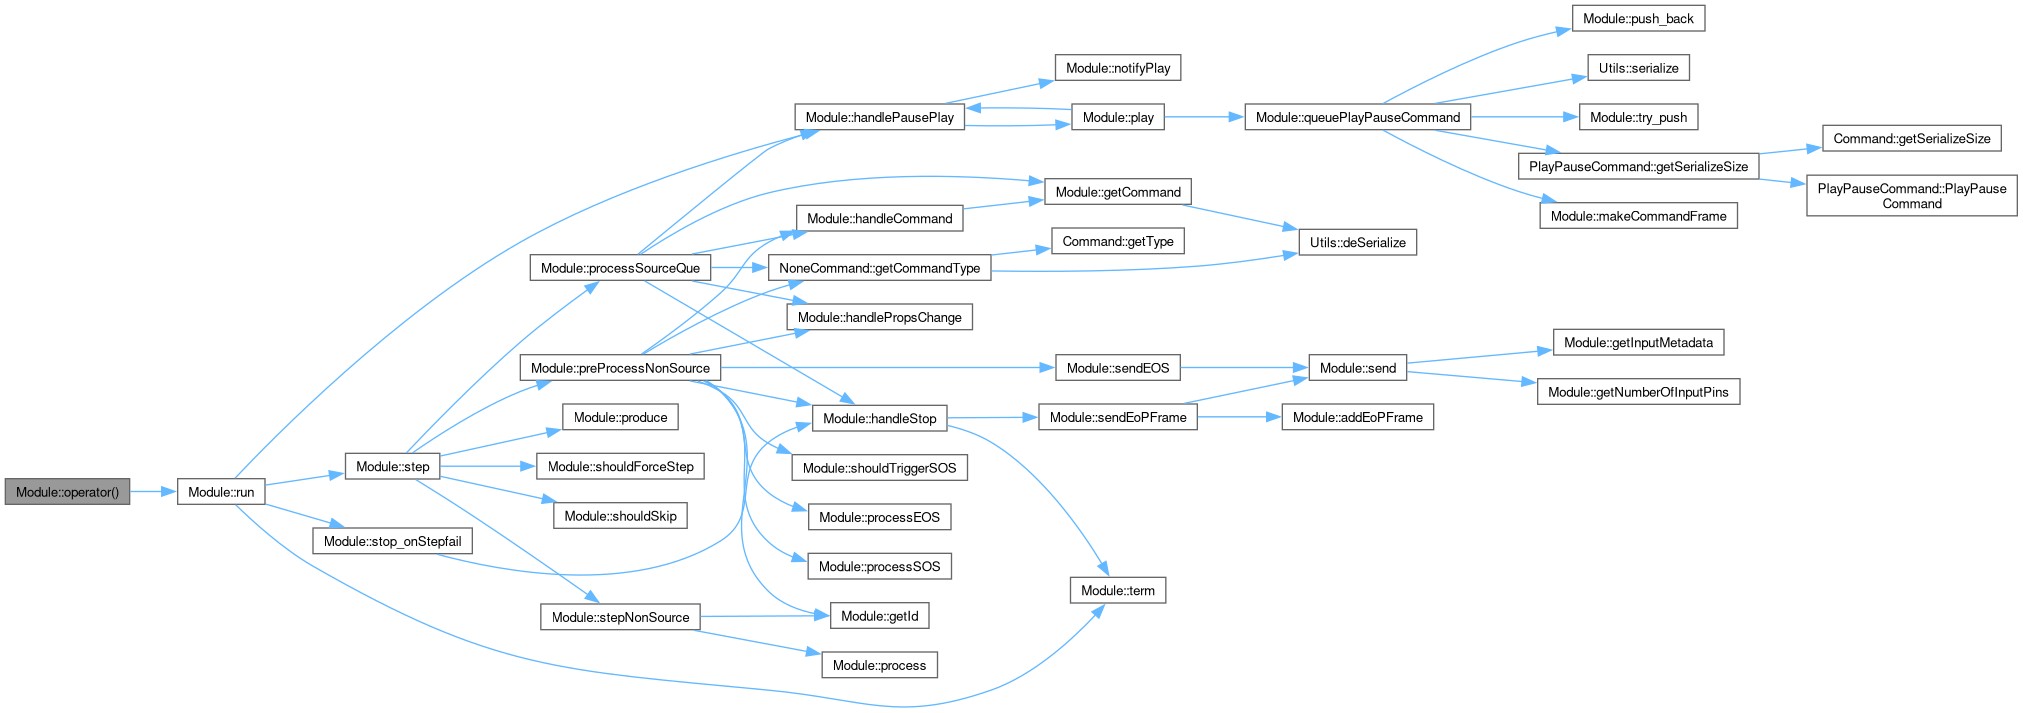 Module::operator()
Module::run
Module::step
Module::stop_onStepfail
Module::processSourceQue
Module::preProcessNonSource
Module::produce
Module::shouldForceStep
Module::shouldSkip
Module::stepNonSource
Module::handlePausePlay
Module::handleCommand
NoneCommand::getCommandType
Module::handlePropsChange
Module::handleStop
Module::shouldTriggerSOS
Module::processEOS
Module::processSOS
Module::getId
Module::process
Module::notifyPlay
Module::play
Module::getCommand
Command::getType
Module::sendEOS
Module::sendEoPFrame
Module::term
Module::queuePlayPauseCommand
Utils::deSerialize
Module::send
Module::addEoPFrame
Module::push_back
Utils::serialize
Module::try_push
PlayPauseCommand::getSerializeSize
Module::makeCommandFrame
Module::getInputMetadata
Module::getNumberOfInputPins
Command::getSerializeSize
PlayPauseCommand::PlayPause
Command